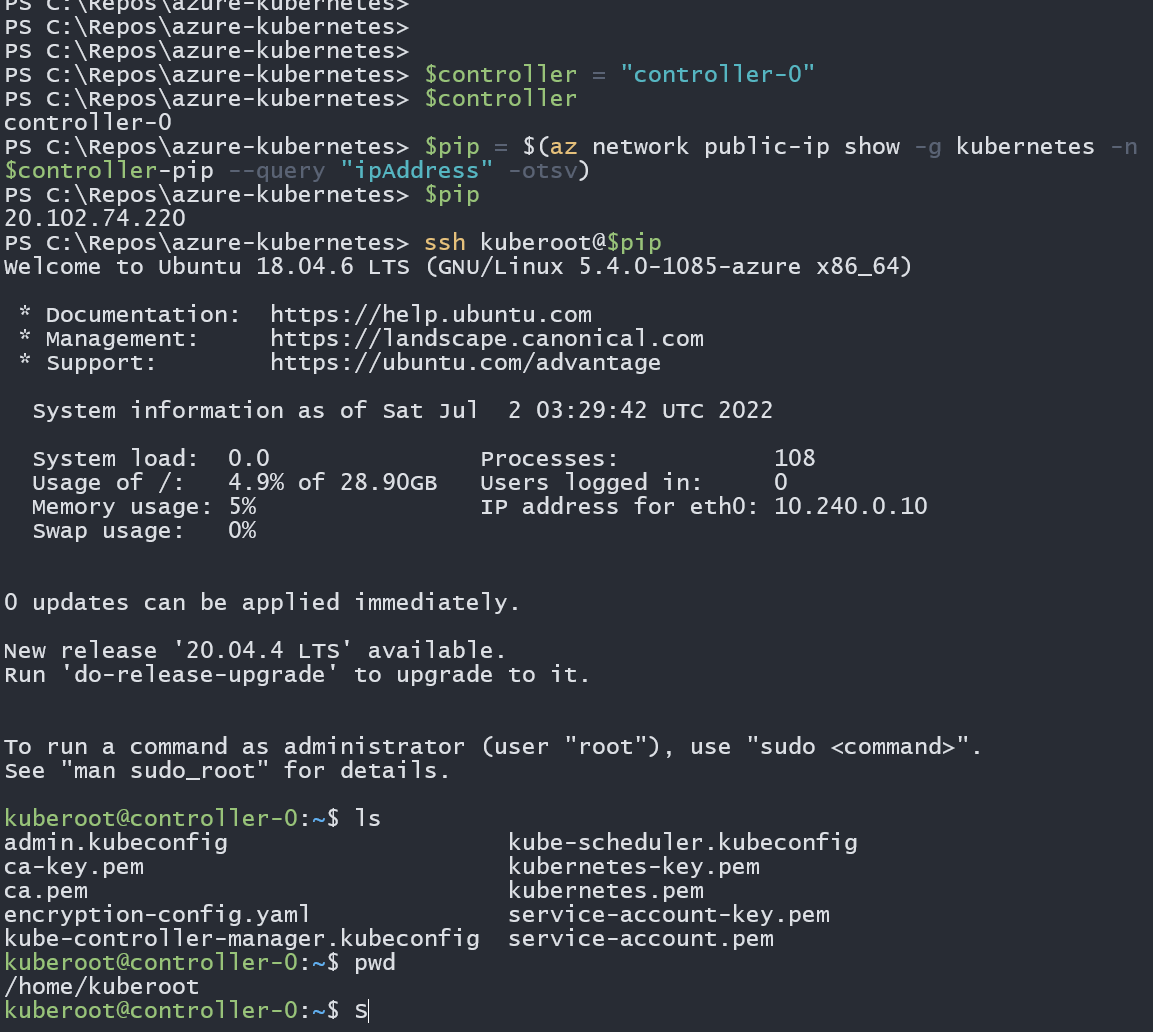 PS C:\Repos\azure-kubernetes>
PS C:\Repos\azure-kubernetes>
PS C:\Repos\azure-kubernetes>
PS C:\Repos\azure-kubernetes> $controller = "controller-0"
PS C:\Repos\azure-kubernetes> $controller
controller-0
PS C:\Repos\azure-kubernetes> $pip = $(az network public-ip show -g kubernetes -n
$controller-pip --query "ipAddress" -otsv)
PS C:\Repos\azure-kubernetes> $pip
20.102.74.220
PS C:\Repos\azure-kubernetes> ssh kuberoot@$pip
Welcome to Ubuntu 18.04.6 LTS (GNU/Linux 5.4.0-1085-azure x86_64)
* Documentation:  https://help.ubuntu.com
* Management:     https://landscape.canonical.com
* Support:        https://ubuntu.com/advantage
System information as of Sat Jul  2 03:29:42 UTC 2022
System load:  0.0               Processes:           108
Usage of /:   4.9% of 28.90GB   Users logged in:     0
Memory usage: 5%                IP address for eth0: 10.240.0.10
Swap usage:   0%
0 updates can be applied immediately.
New release '20.04.4 LTS' available.
Run 'do-release-upgrade' to upgrade to it.
To run a command as administrator (user "root"), use "sudo <command>".
See "man sudo_root" for details.
kuberoot@controller-0:~$ ls
admin.kubeconfig                    kube-scheduler.kubeconfig
ca-key.pem                          kubernetes-key.pem
ca.pem                              kubernetes.pem
encryption-config.yaml              service-account-key.pem
kube-controller-manager.kubeconfig  service-account.pem
kuberoot@controller-0:~$ pwd
/home/kuberoot
kuberoot@controller-0:~$ S